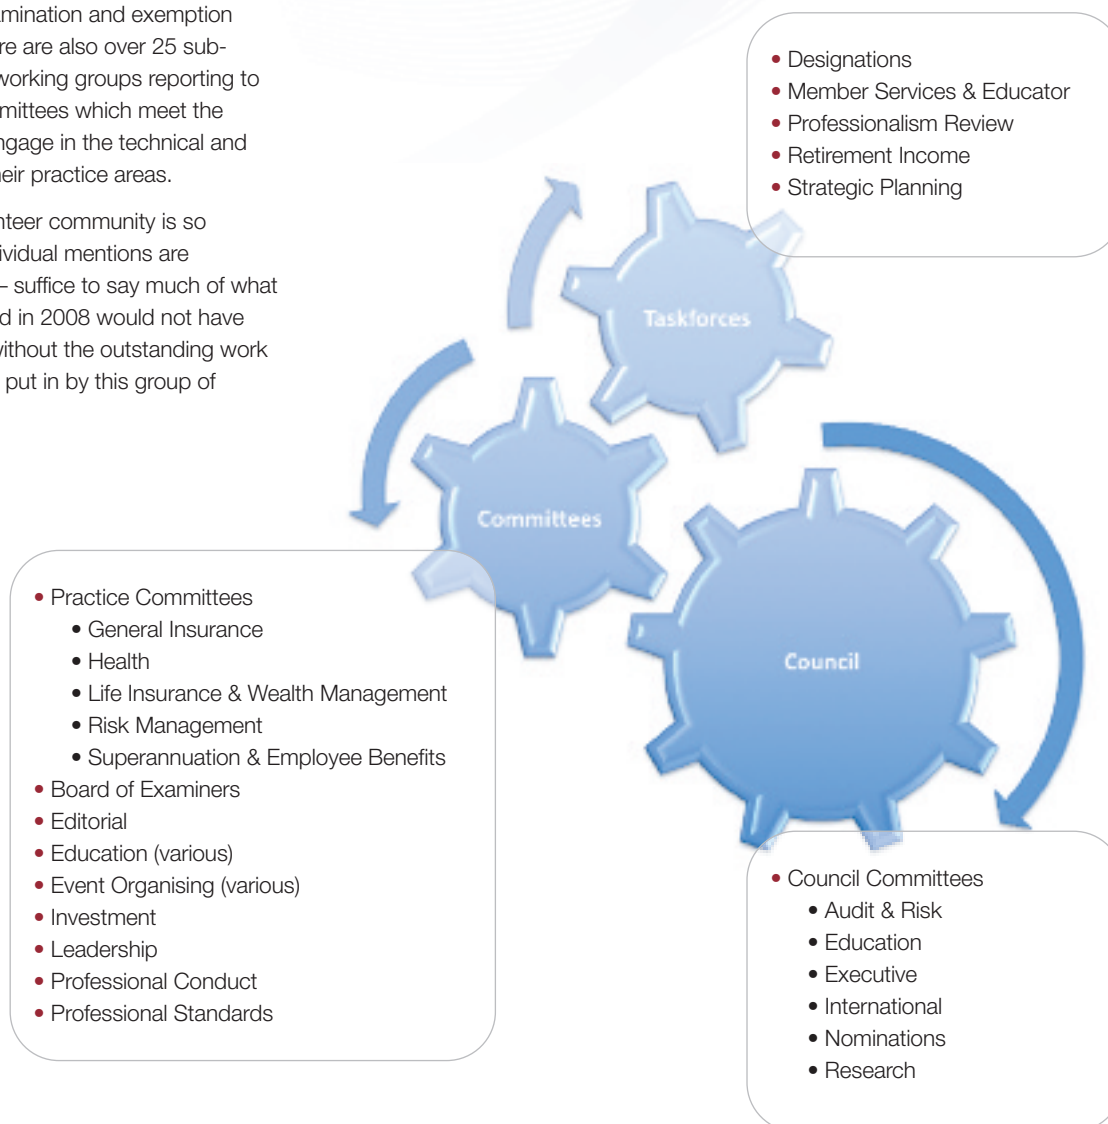 amination and exemption
re are also over 25 sub-
working groups reporting to
mmittees which meet the
ngage in the technical and
heir practice areas.
nteer community is so
ividual mentions are
– suffice to say much of what
d in 2008 would not have
without the outstanding work
put in by this group of
• Designations
• Member Services & Educator
• Professionalism Review
• Retirement Income
• Strategic Planning
Taskforces
Committees
Council
• Practice Committees
• General Insurance
• Health
• Life Insurance & Wealth Management
• Risk Management
• Superannuation & Employee Benefits
• Board of Examiners
• Editorial
• Education (various)
• Event Organising (various)
• Investment
• Leadership
• Professional Conduct
• Professional Standards
• Council Committees
• Audit & Risk
• Education
• Executive
• International
• Nominations
• Research